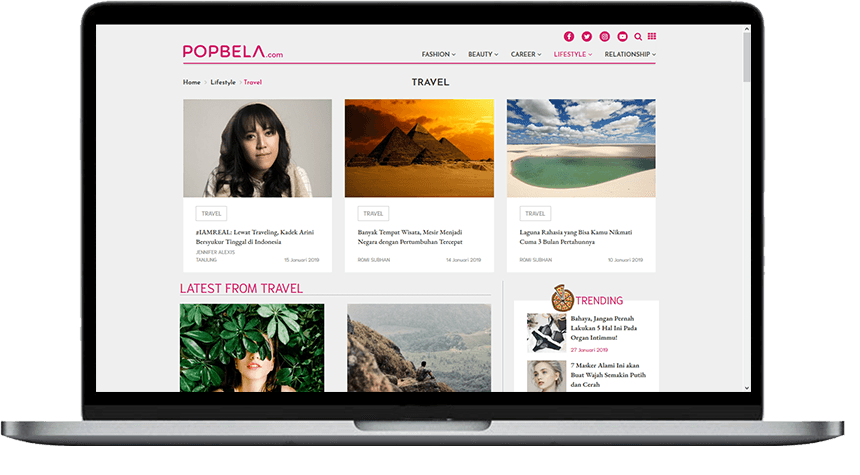 POPBELA.com
FASHION
BEAUTY
CAREER
LIFESTYLE
RELATIONSHIP
Home > Lifestyle > Travel
TRAVEL
TRAVEL
#IAMREAL: Lewat Traveling, Kadek Arini
Bersyukur Tinggal di Indonesia
JENNIFER ALEXIS
TANJUNG
15 Januari 2019
TRAVEL
Banyak Tempat Wisata, Mesir Menjadi
Negara dengan Pertumbuhan Tercepat
ROMI SUBHAN
14 Januari 2019
TRAVEL
Laguna Rahasia yang Bisa Kamu Nikmati
Cuma 3 Bulan Pertahunnya
ROMI SUBHAN
10 Januari 2019
LATEST FROM TRAVEL
TRENDING
Bahaya, Jangan Pernah
Lakukan 5 Hal Ini Pada
Organ Intimmu!
27 Januari 2019
7 Masker Alami Ini akan
Buat Wajah Semakin Putih
dan Cerah